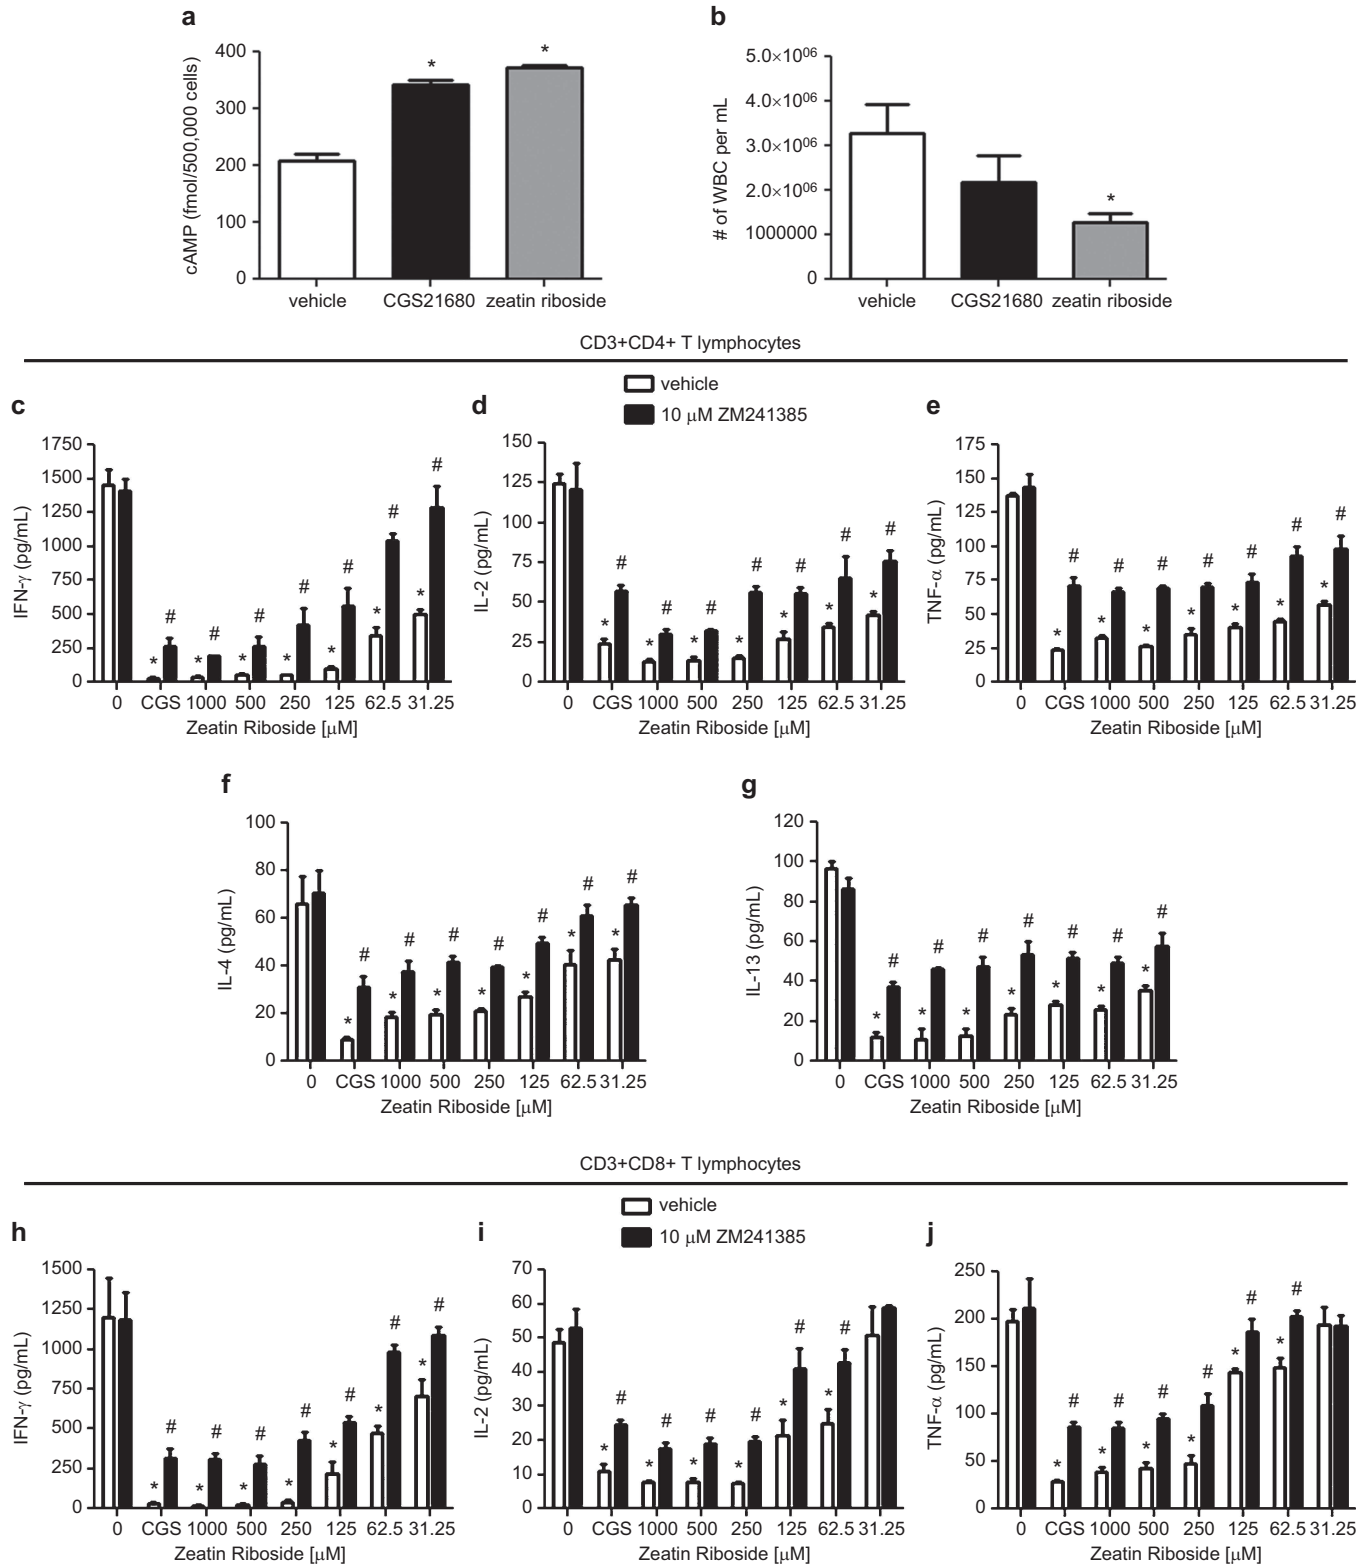 a
b
cAMP (fmol/500,000 cells)
400
300
200
100
0
*
*
vehicle
CGS21680
zeatin riboside
# of WBC per mL
5.0×10⁰⁶
4.0×10⁰⁶
3.0×10⁰⁶
2.0×10⁰⁶
1000000
0
*
vehicle
CGS21680
zeatin riboside
CD3+CD4+ T lymphocytes
vehicle
10 μM ZM241385
c
IFN-γ (pg/mL)
1750
1500
1250
1000
750
500
250
0
* # * # * # * # * # * # * #
0 CGS 1000 500 250 125 62.5 31.25
Zeatin Riboside [μM]
d
IL-2 (pg/mL)
150
125
100
75
50
25
0
* # * # * # * # * # * # * #
0 CGS 1000 500 250 125 62.5 31.25
Zeatin Riboside [μM]
e
TNF-α (pg/mL)
175
150
125
100
75
50
25
0
* # * # * # * # * # * # * #
0 CGS 1000 500 250 125 62.5 31.25
Zeatin Riboside [μM]
f
IL-4 (pg/mL)
100
80
60
40
20
0
* # * # * # * # * # * # * #
0 CGS 1000 500 250 125 62.5 31.25
Zeatin Riboside [μM]
g
IL-13 (pg/mL)
120
100
80
60
40
20
0
* # * # * # * # * # * # * #
0 CGS 1000 500 250 125 62.5 31.25
Zeatin Riboside [μM]
CD3+CD8+ T lymphocytes
vehicle
10 μM ZM241385
h
IFN-γ (pg/mL)
1500
1250
1000
750
500
250
0
* # * # * # * # * # * # * #
0 CGS 1000 500 250 125 62.5 31.25
Zeatin Riboside [μM]
i
IL-2 (pg/mL)
70
60
50
40
30
20
10
0
* # * # * # * # * # * #
0 CGS 1000 500 250 125 62.5 31.25
Zeatin Riboside [μM]
j
TNF-α (pg/mL)
250
200
150
100
50
0
* # * # * # * # * # * #
0 CGS 1000 500 250 125 62.5 31.25
Zeatin Riboside [μM]